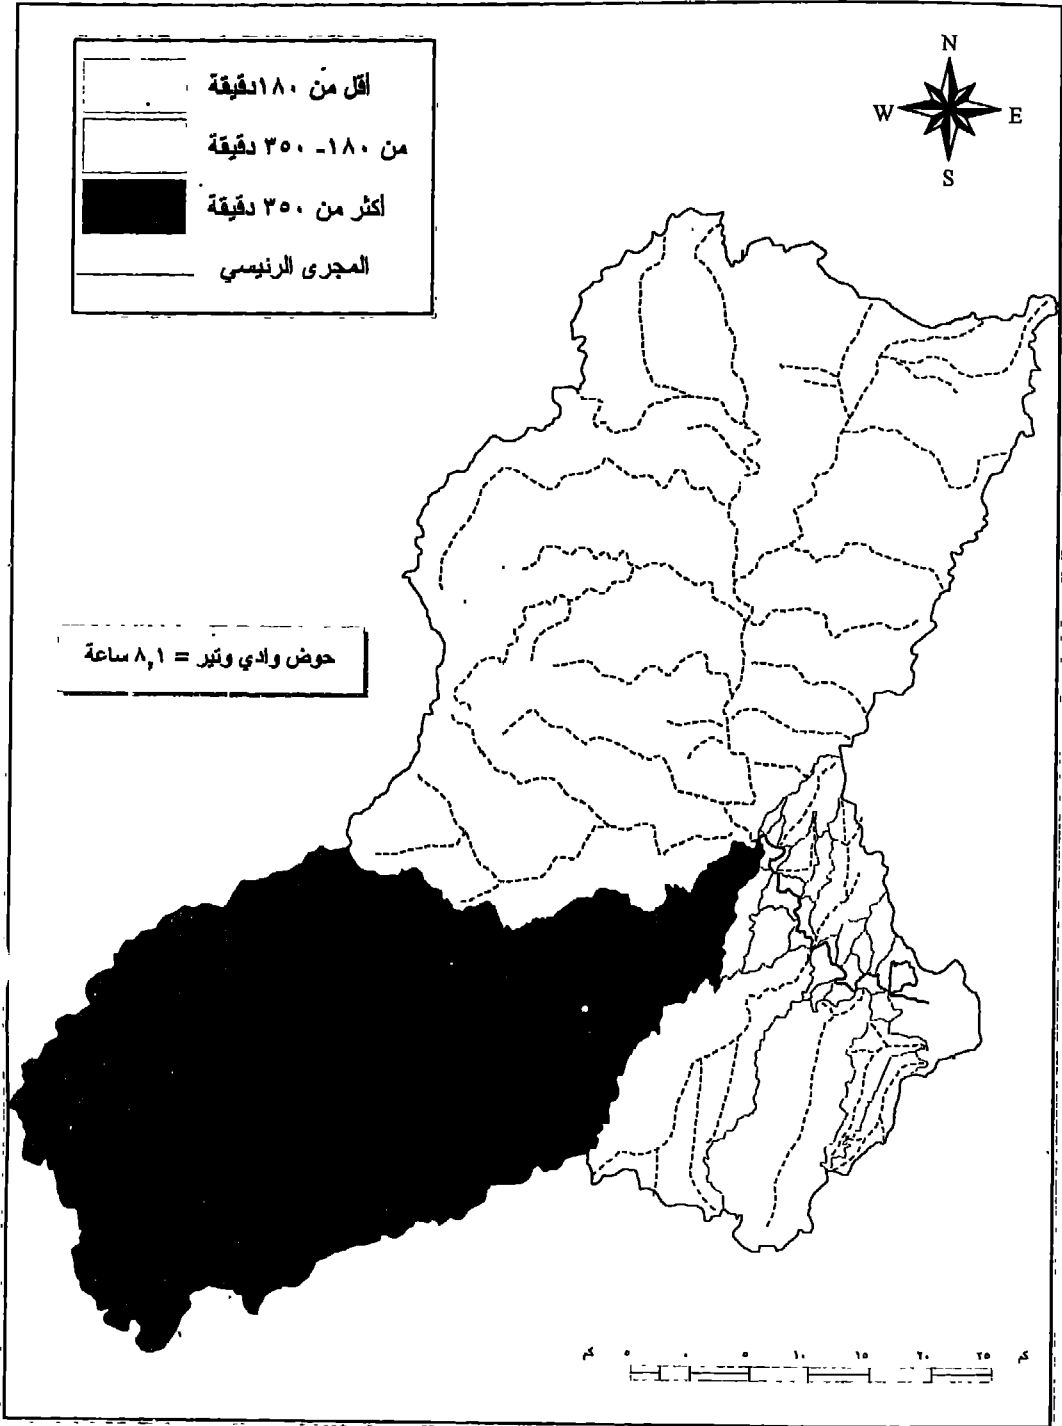 أقل من ١٨٠دقيقة
من ١٨٠- ٣٥٠ دقيقة
أكثر من ٣٥٠ دقيقة
المجرى الرئيسي
N
W E
S
حوض وادي وتير = ٨,١ ساعة
كم ٥ ٠ ٥ ١٠ ١٥ ٢٠ ٢٥ كم